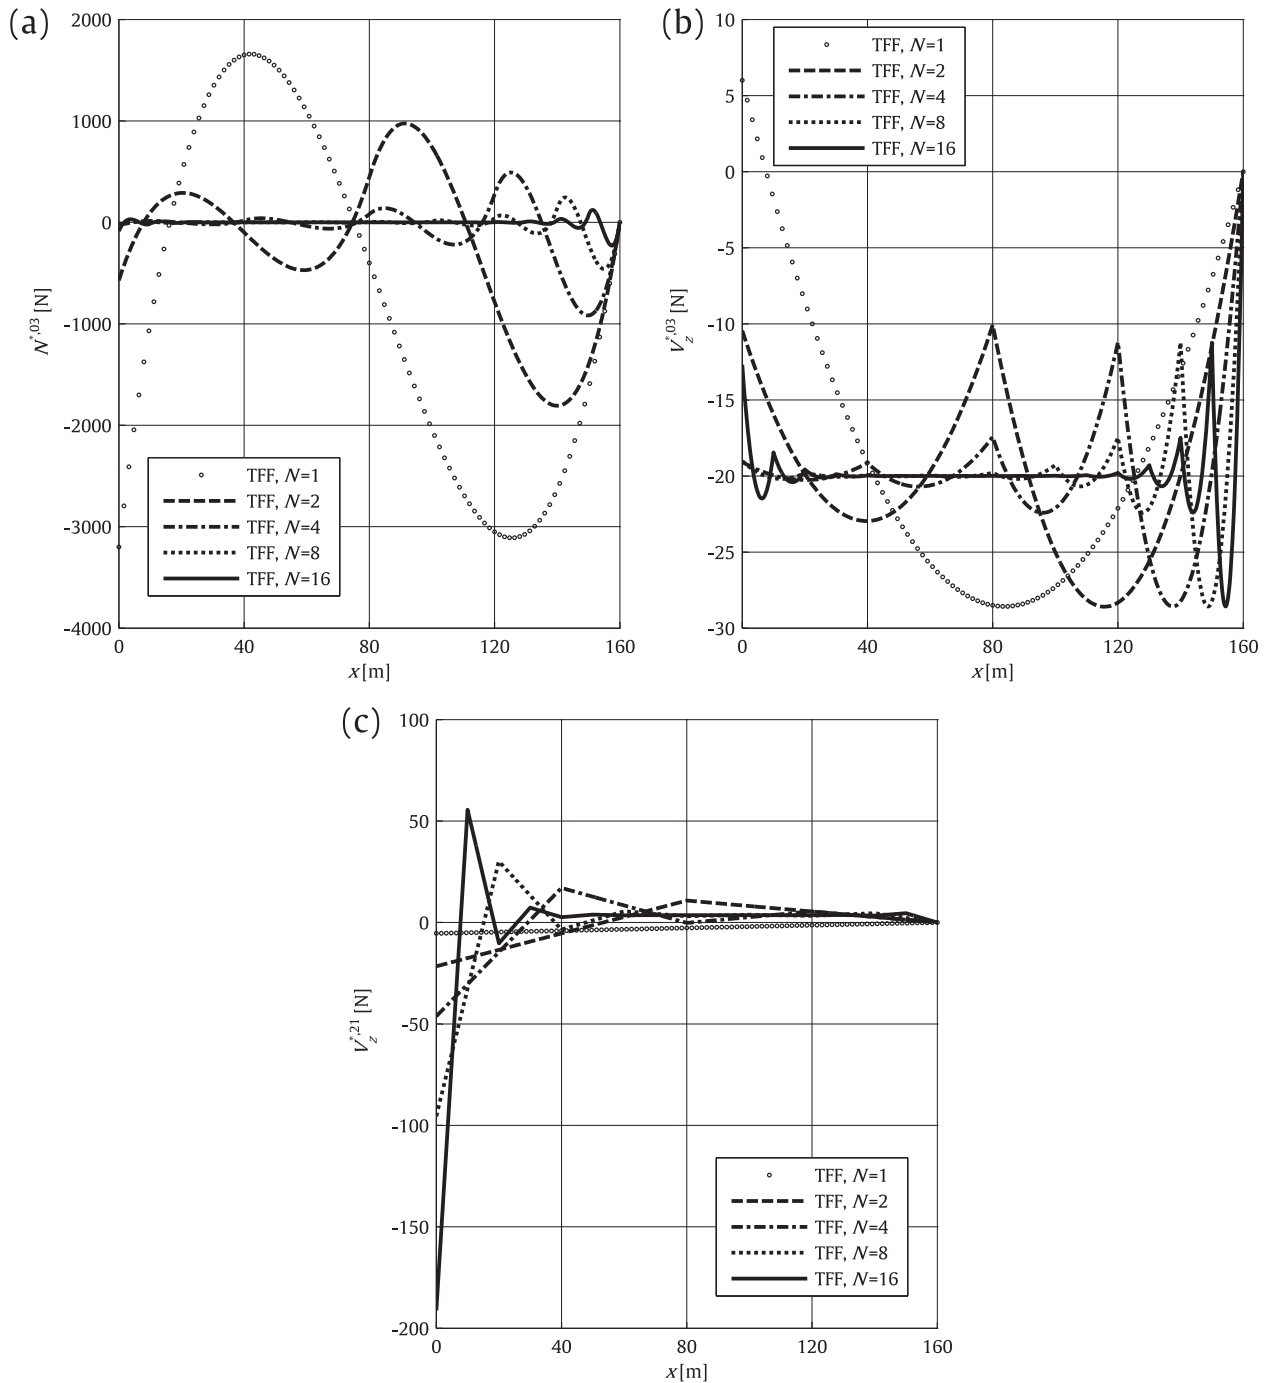 (a)
2000
1000
0
-1000
-2000
-3000
-4000
N*,03 [N]
TFF, N=1
TFF, N=2
TFF, N=4
TFF, N=8
TFF, N=16
0 40 80 120 160
x [m]
(b)
10
5
0
-5
-10
-15
-20
-25
-30
Vz*,03 [N]
TFF, N=1
TFF, N=2
TFF, N=4
TFF, N=8
TFF, N=16
0 40 80 120 160
x [m]
(c)
100
50
0
-50
-100
-150
-200
Vz*,21 [N]
TFF, N=1
TFF, N=2
TFF, N=4
TFF, N=8
TFF, N=16
0 40 80 120 160
x [m]